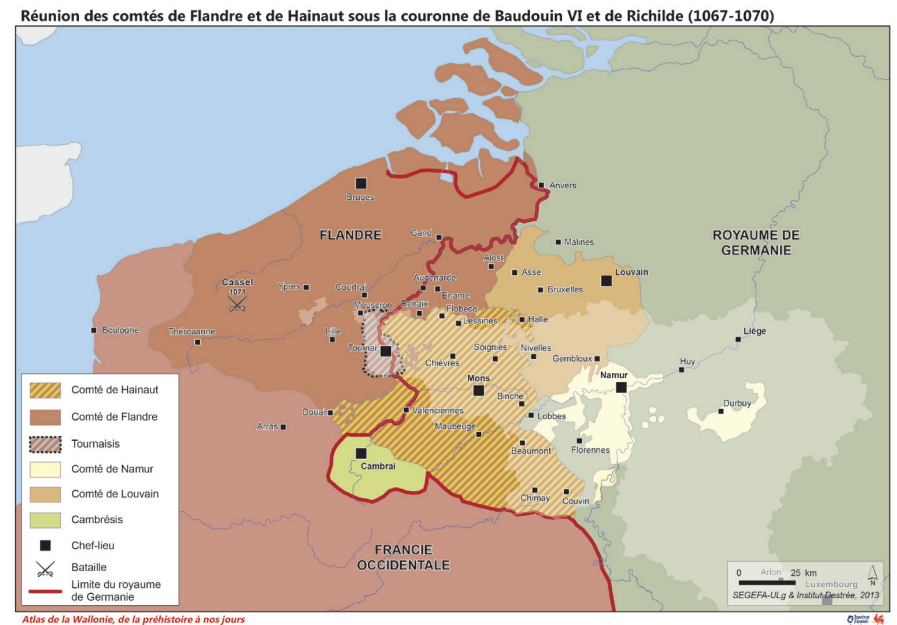 Réunion des comtés de Flandre et de Hainaut sous la couronne de Baudouin VI et de Richilde (1067-1070)
Anvers
Bruges
FLANDRE
Gand
Malines
ROYAUME DE
GERMANIE
Alost
Asse
Louvain
Cassel
1071
Ypres
Courtrai
Audenarde
Ename
Bruxelles
Mouscron
Renaix
Flobecq
Lessines
Halle
Boulogne
Thérouanne
Lille
Tournai
Chièvres
Soignies
Nivelles
Gembloux
Liège
Huy
Mons
Namur
Binche
Durbuy
Comté de Hainaut
Comté de Flandre
Tournaisis
Comté de Namur
Comté de Louvain
Cambrésis
Chef-lieu
Bataille
Limite du royaume
de Germanie
Douai
Valenciennes
Lobbes
Arras
Maubeuge
Beaumont
Florennes
Cambrai
Chimay
Couvin
FRANCIE
OCCIDENTALE
0 25 km
Arlon
Luxembourg
N
SEGEFA-ULg & Institut Destrée, 2013
Atlas de la Wallonie, de la préhistoire à nos jours